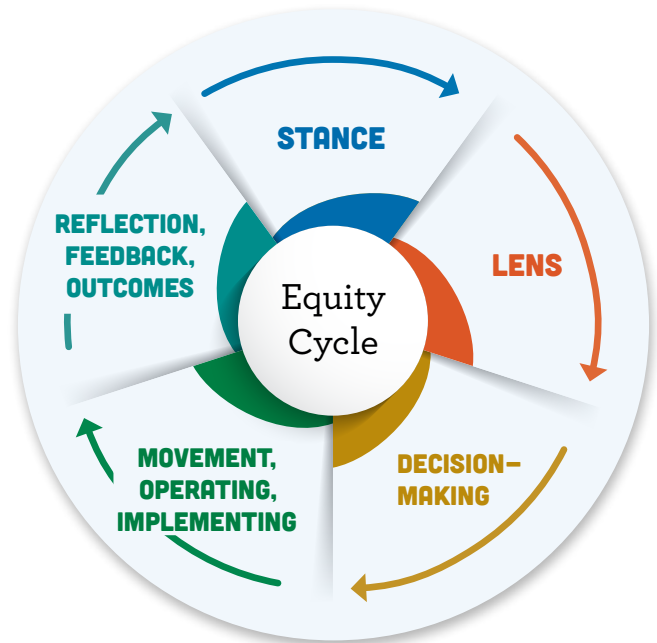 STANCE
LENS
DECISION–
MAKING
MOVEMENT,
OPERATING,
IMPLEMENTING
REFLECTION,
FEEDBACK,
OUTCOMES
Equity
Cycle